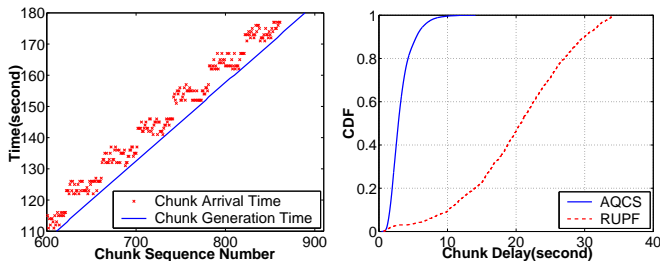 180
170
160
150
140
130
120
110
600
700
800
900
Time(second)
Chunk Sequence Number
Chunk Arrival Time
Chunk Generation Time
1
0.8
0.6
0.4
0.2
0
0
10
20
30
40
CDF
Chunk Delay(second)
AQCS
RUPF